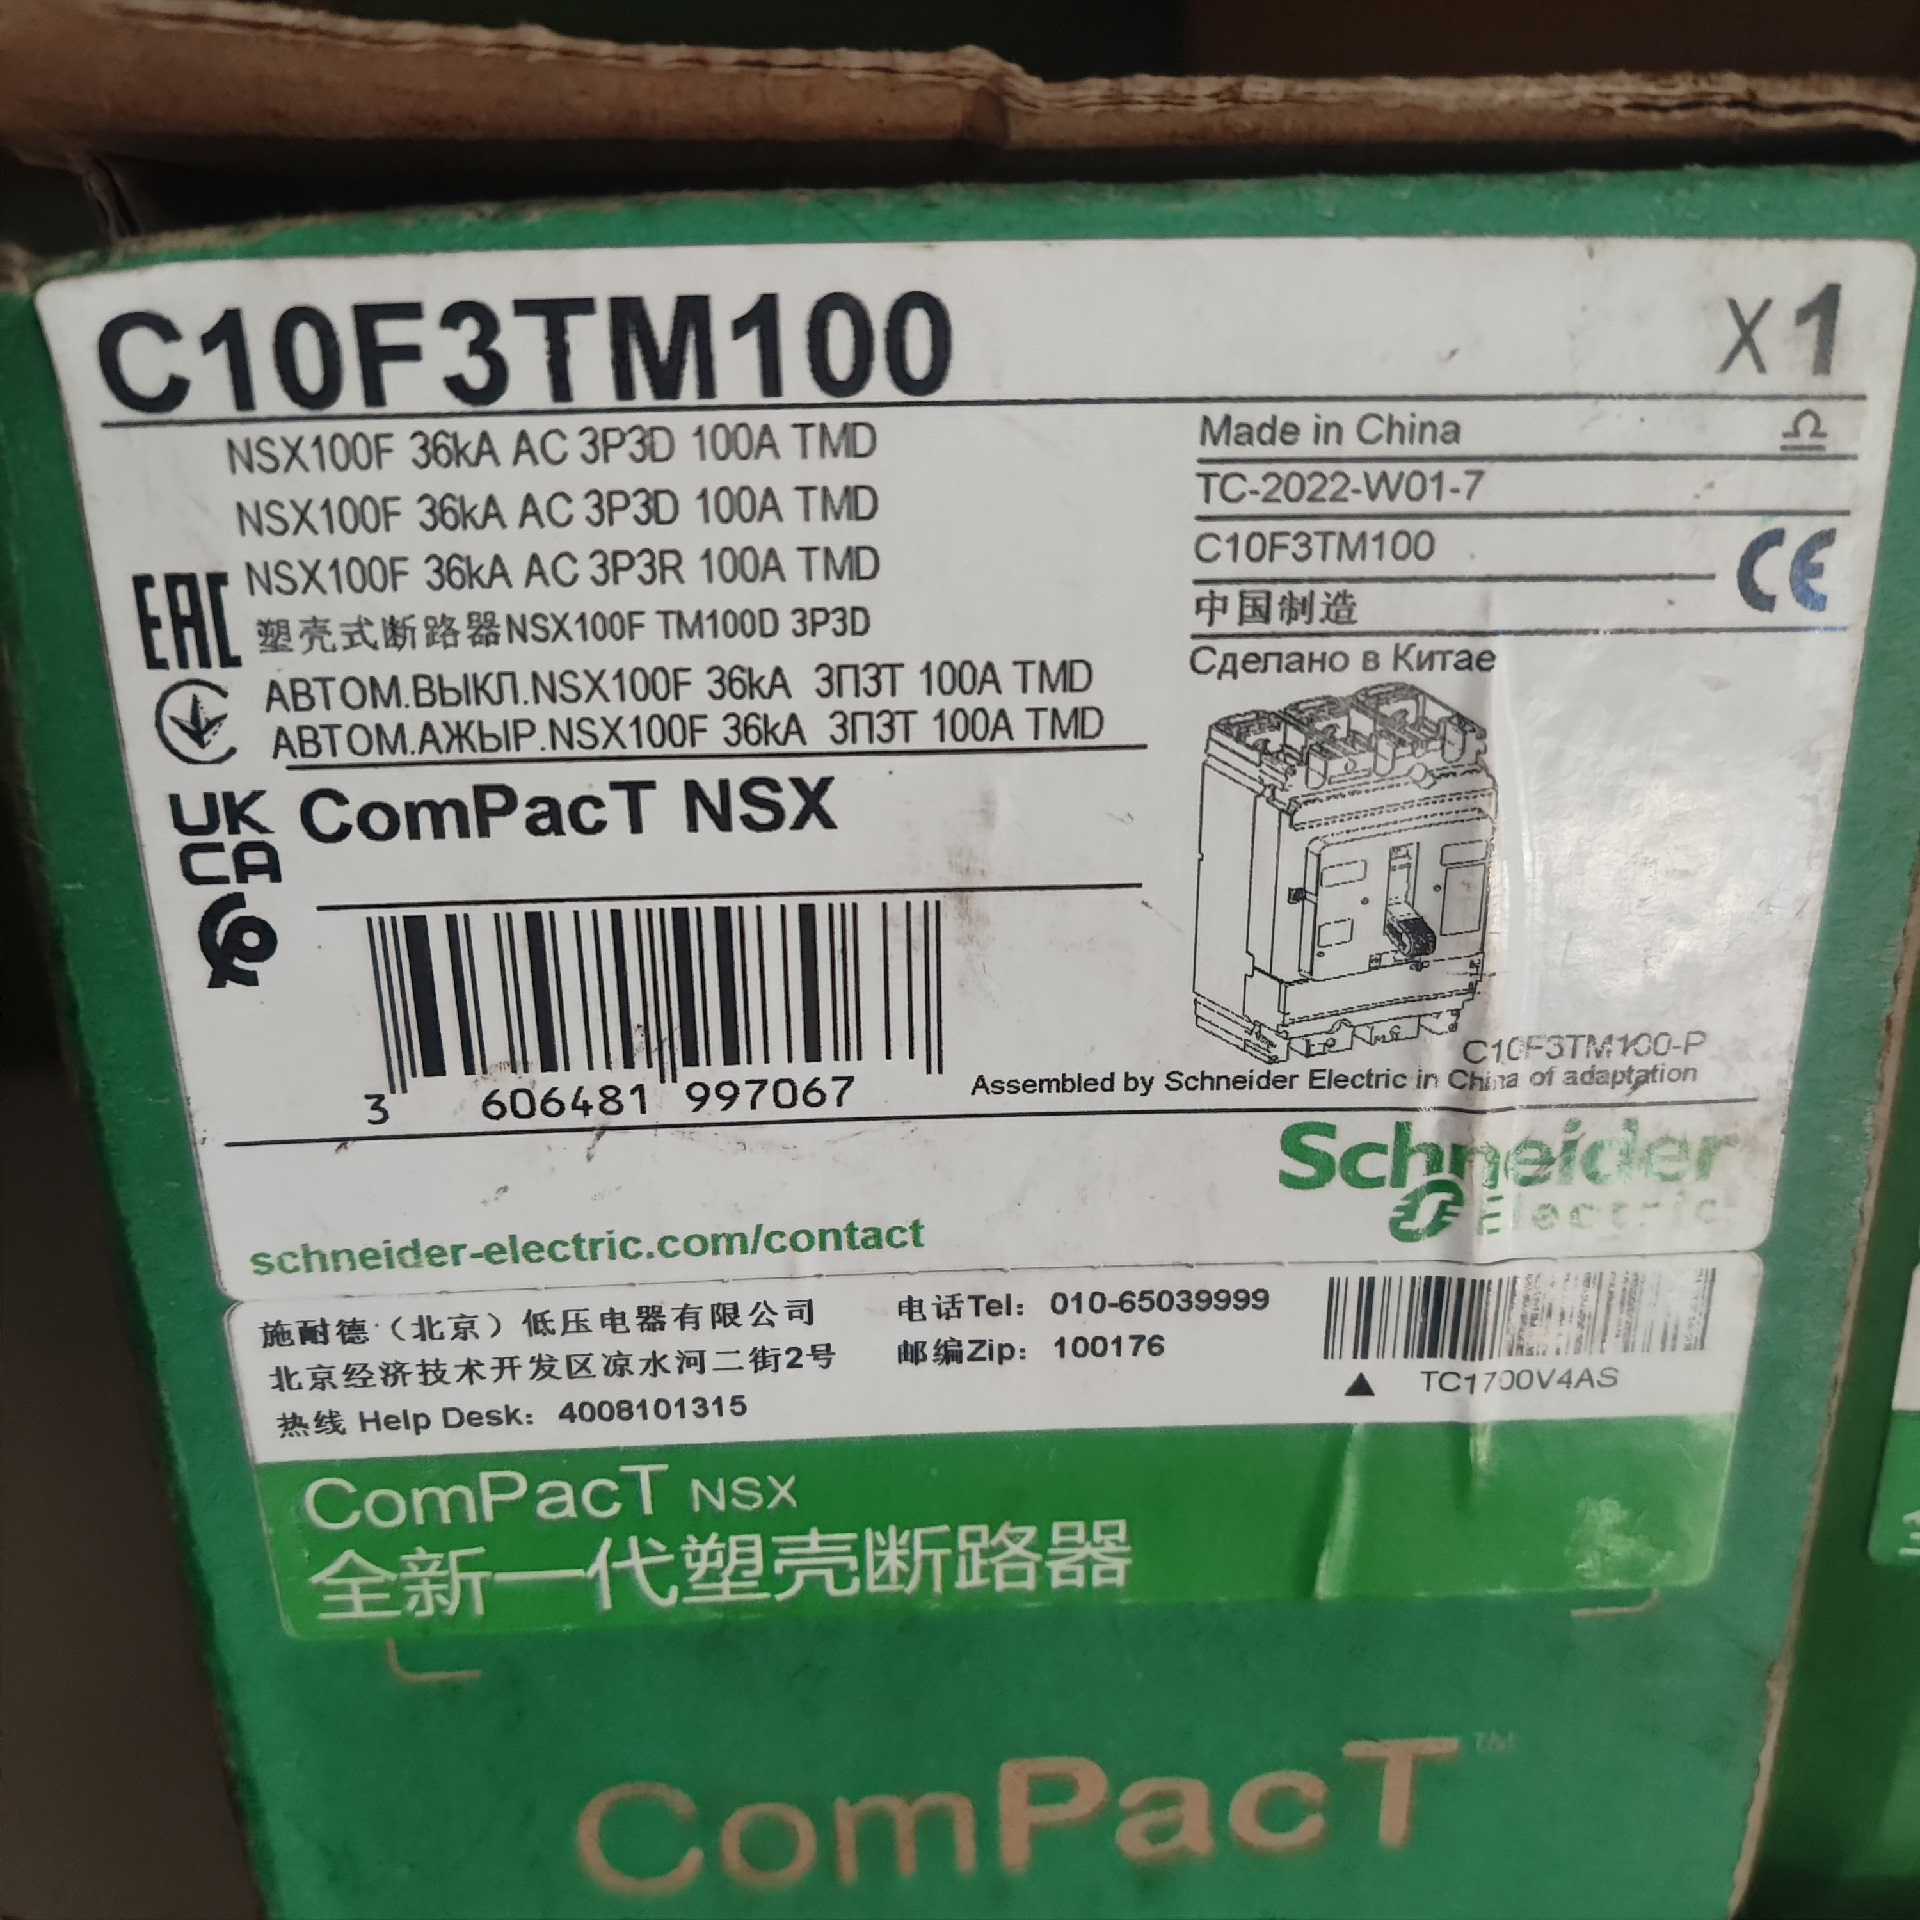 C10F3TM100
X 1
NSX100F 36kA AC 3P3D 100A TMD
NSX100F 36kA AC 3P3D 100A TMD
NSX100F 36kA AC 3P3R 100A TMD
塑壳式断路器NSX100F TM100D 3P3D
АВТОМ.ВЫКЛ.NSX100F 36kA 3П3Т 100A TMD
АВТОМ.АЖЫР.NSX100F 36kA 3П3Т 100A TMD
EAC
UK
CA
Made in China
TC-2022-W01-7
C10F3TM100
CE
中国制造
Сделано в Китае
ComPacT NSX
3 606481 997067
C10F3TM100-P
Assembled by Schneider Electric in China of adaptation
Schneider
Electric
schneider-electric.com/contact
施耐德（北京）低压电器有限公司
北京经济技术开发区凉水河二街2号
热线 Help Desk: 4008101315
电话Tel: 010-65039999
邮编Zip: 100176
TC1700V4AS
ComPacT NSX
全新一代塑壳断路器
ComPacT™